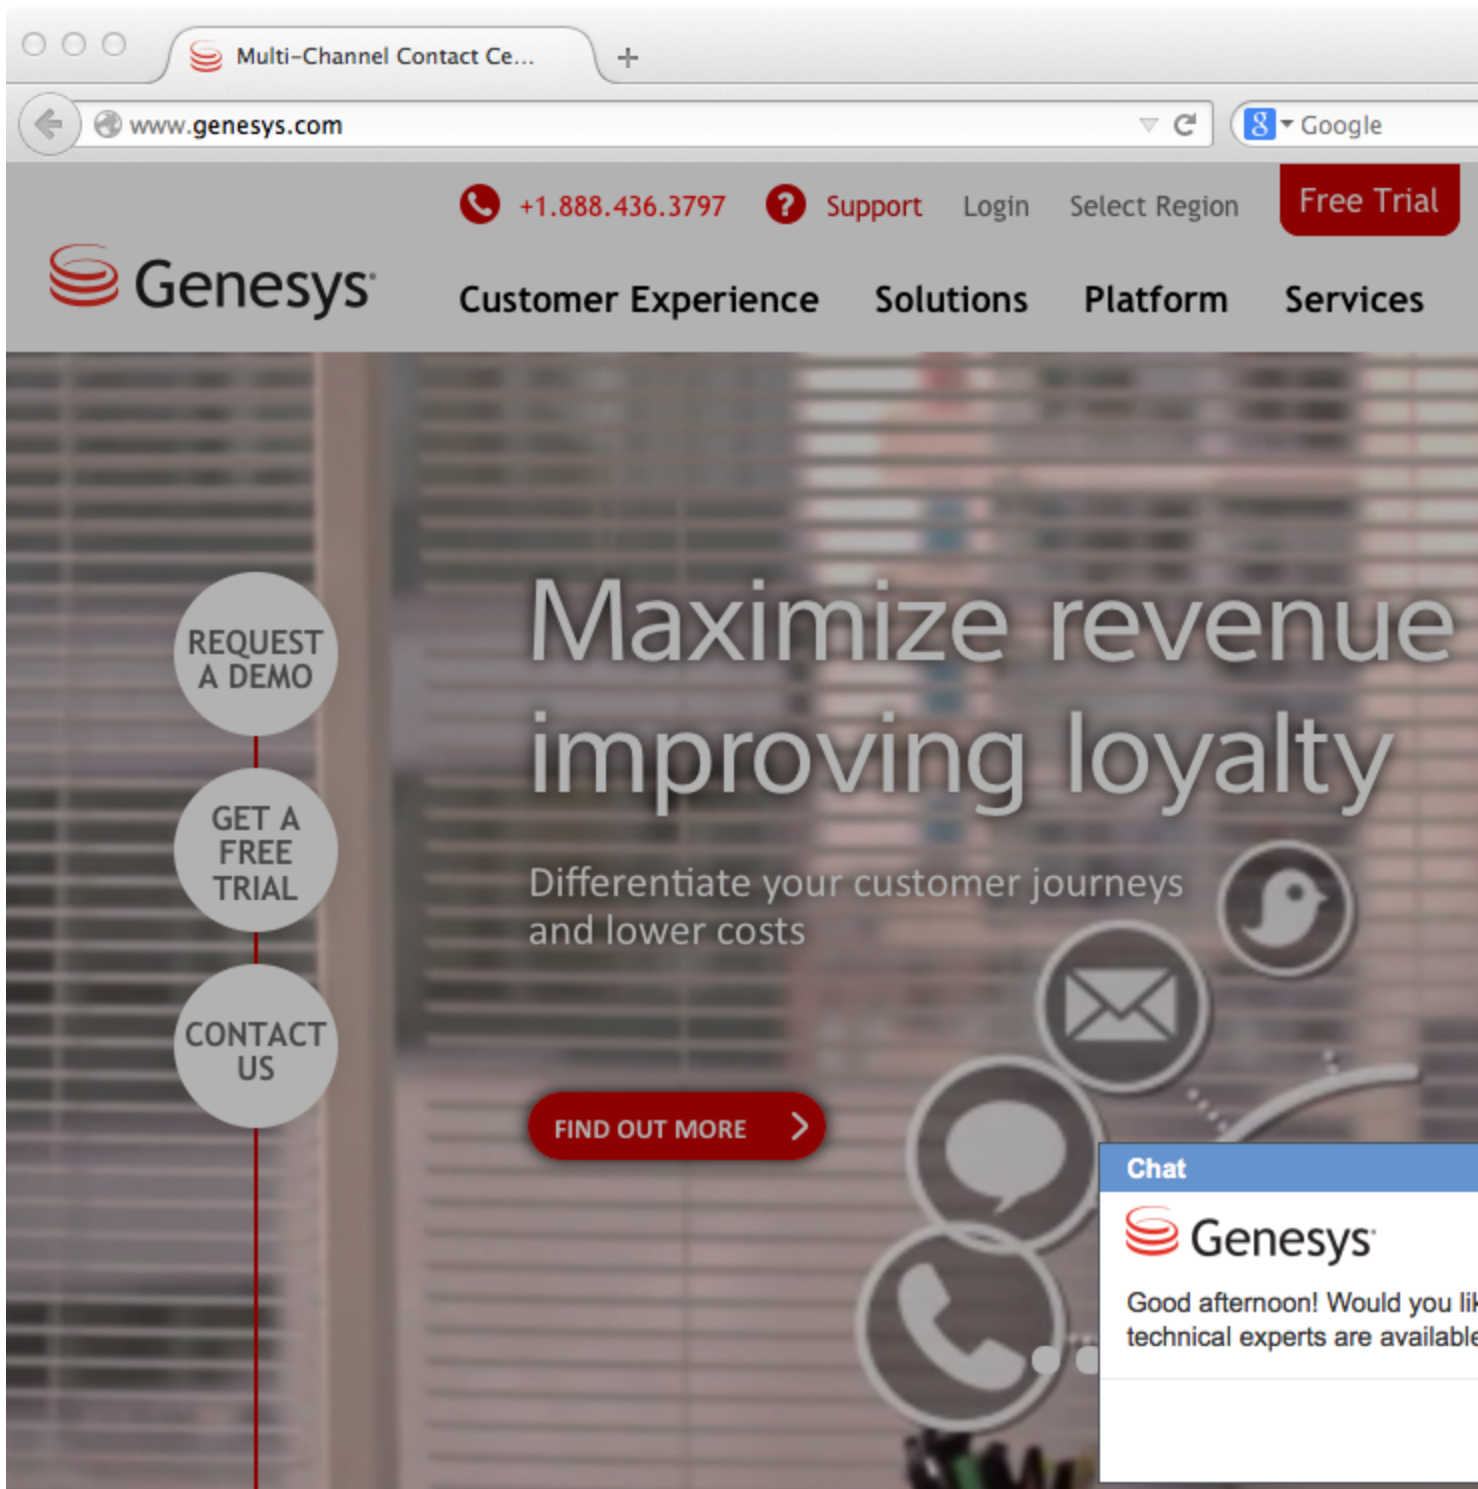 Multi-Channel Contact Ce...
www.genesys.com
Google
+1.888.436.3797 ? Support Login Select Region Free Trial
Genesys
Customer Experience Solutions Platform Services
Maximize revenue
improving loyalty
REQUEST
A DEMO
GET A
FREE
TRIAL
Differentiate your customer journeys
and lower costs
CONTACT
US
FIND OUT MORE
Chat
Genesys
Good afternoon! Would you lik
technical experts are available